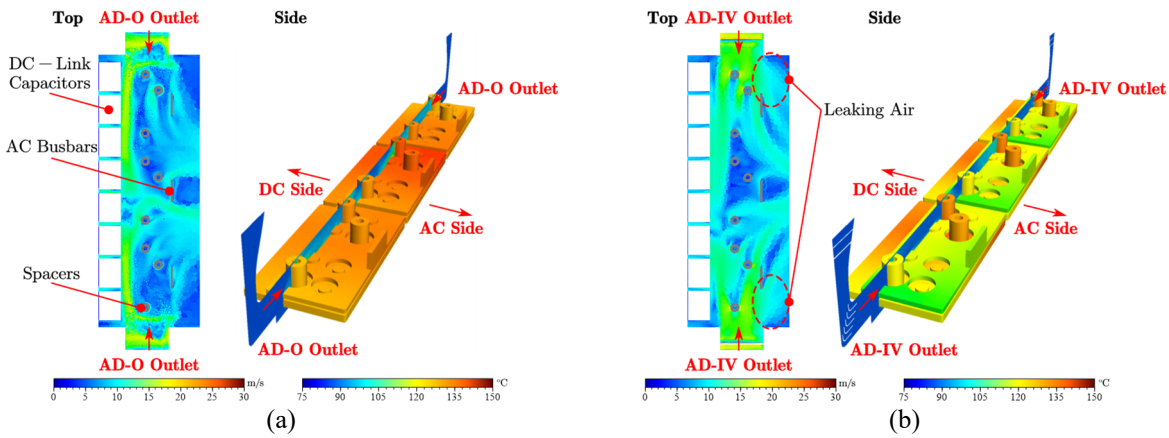 Top AD-O Outlet Side
DC – Link
Capacitors
AC Busbars
Spacers
AD-O Outlet
AD-O Outlet
DC Side
AC Side
AD-O Outlet
0 5 10 15 20 25 30 m/s
75 90 105 120 135 150 °C
(a)
Top AD-IV Outlet Side
Leaking Air
AD-IV Outlet
AD-IV Outlet
DC Side
AC Side
AD-IV Outlet
0 5 10 15 20 25 30 m/s
75 90 105 120 135 150 °C
(b)